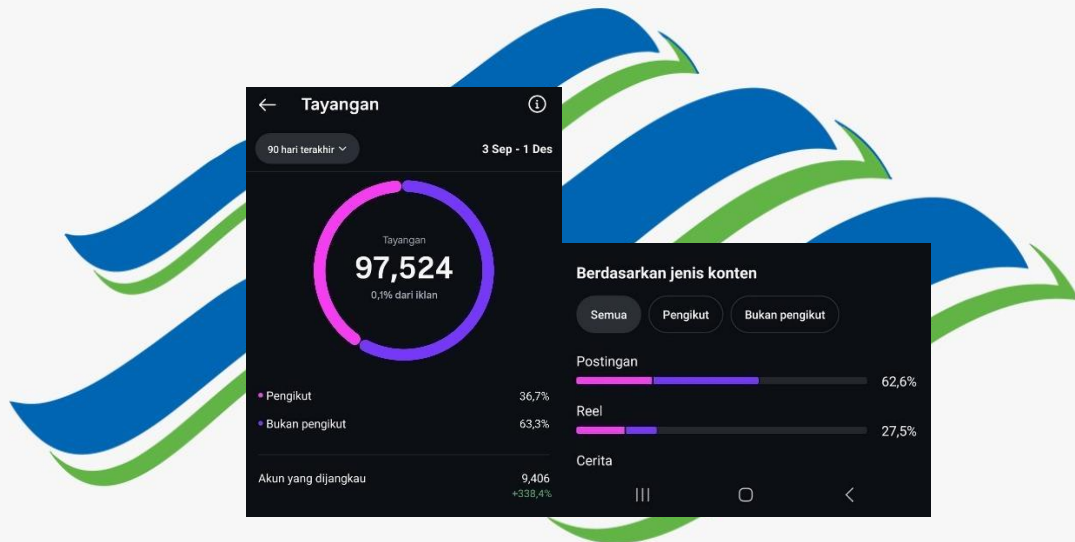 Tayangan
90 hari terakhir
3 Sep - 1 Des
Tayangan
97,524
0,1% dari iklan
Pengikut 36,7%
Bukan pengikut 63,3%
Akun yang dijangkau 9,406
+338,4%
Berdasarkan jenis konten
Semua Pengikut Bukan pengikut
Postingan
62,6%
Reel
27,5%
Cerita